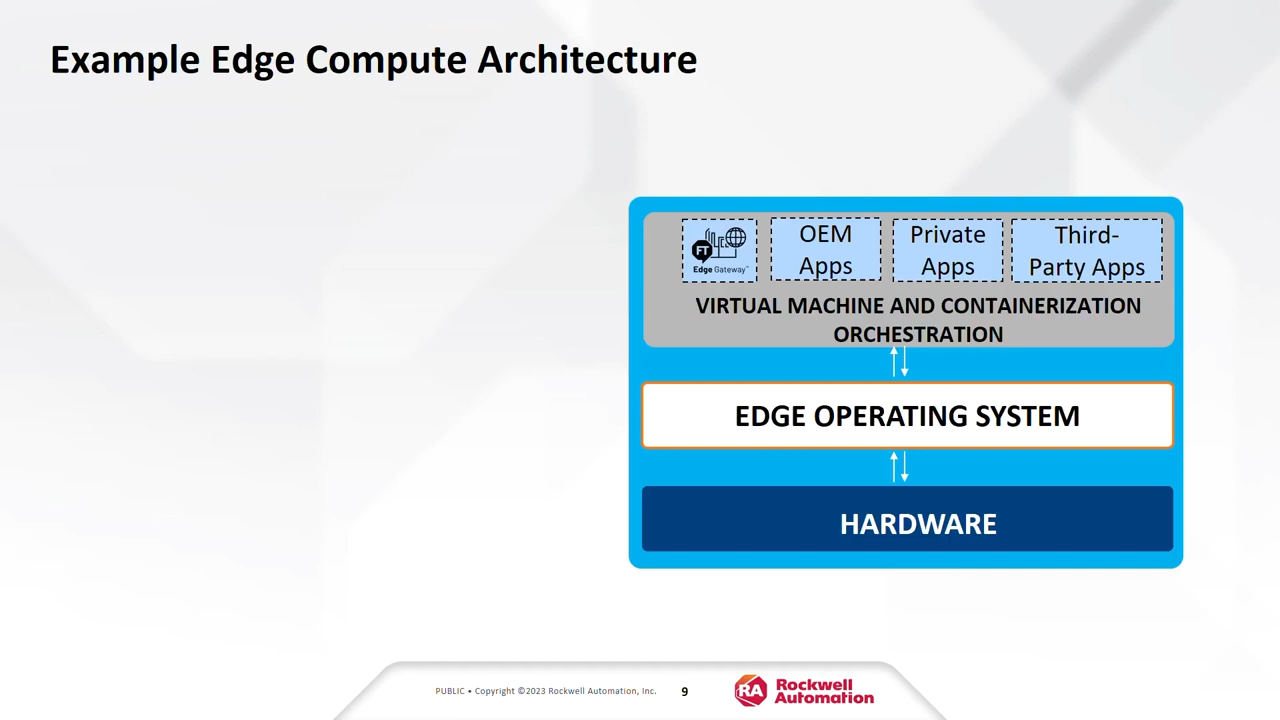 Example Edge Compute Architecture
FT
Edge Gateway™
OEM
Apps
Private
Apps
Third-
Party Apps
VIRTUAL MACHINE AND CONTAINERIZATION
ORCHESTRATION
EDGE OPERATING SYSTEM
HARDWARE
PUBLIC • Copyright ©2023 Rockwell Automation, Inc.
9
RA
Rockwell
Automation